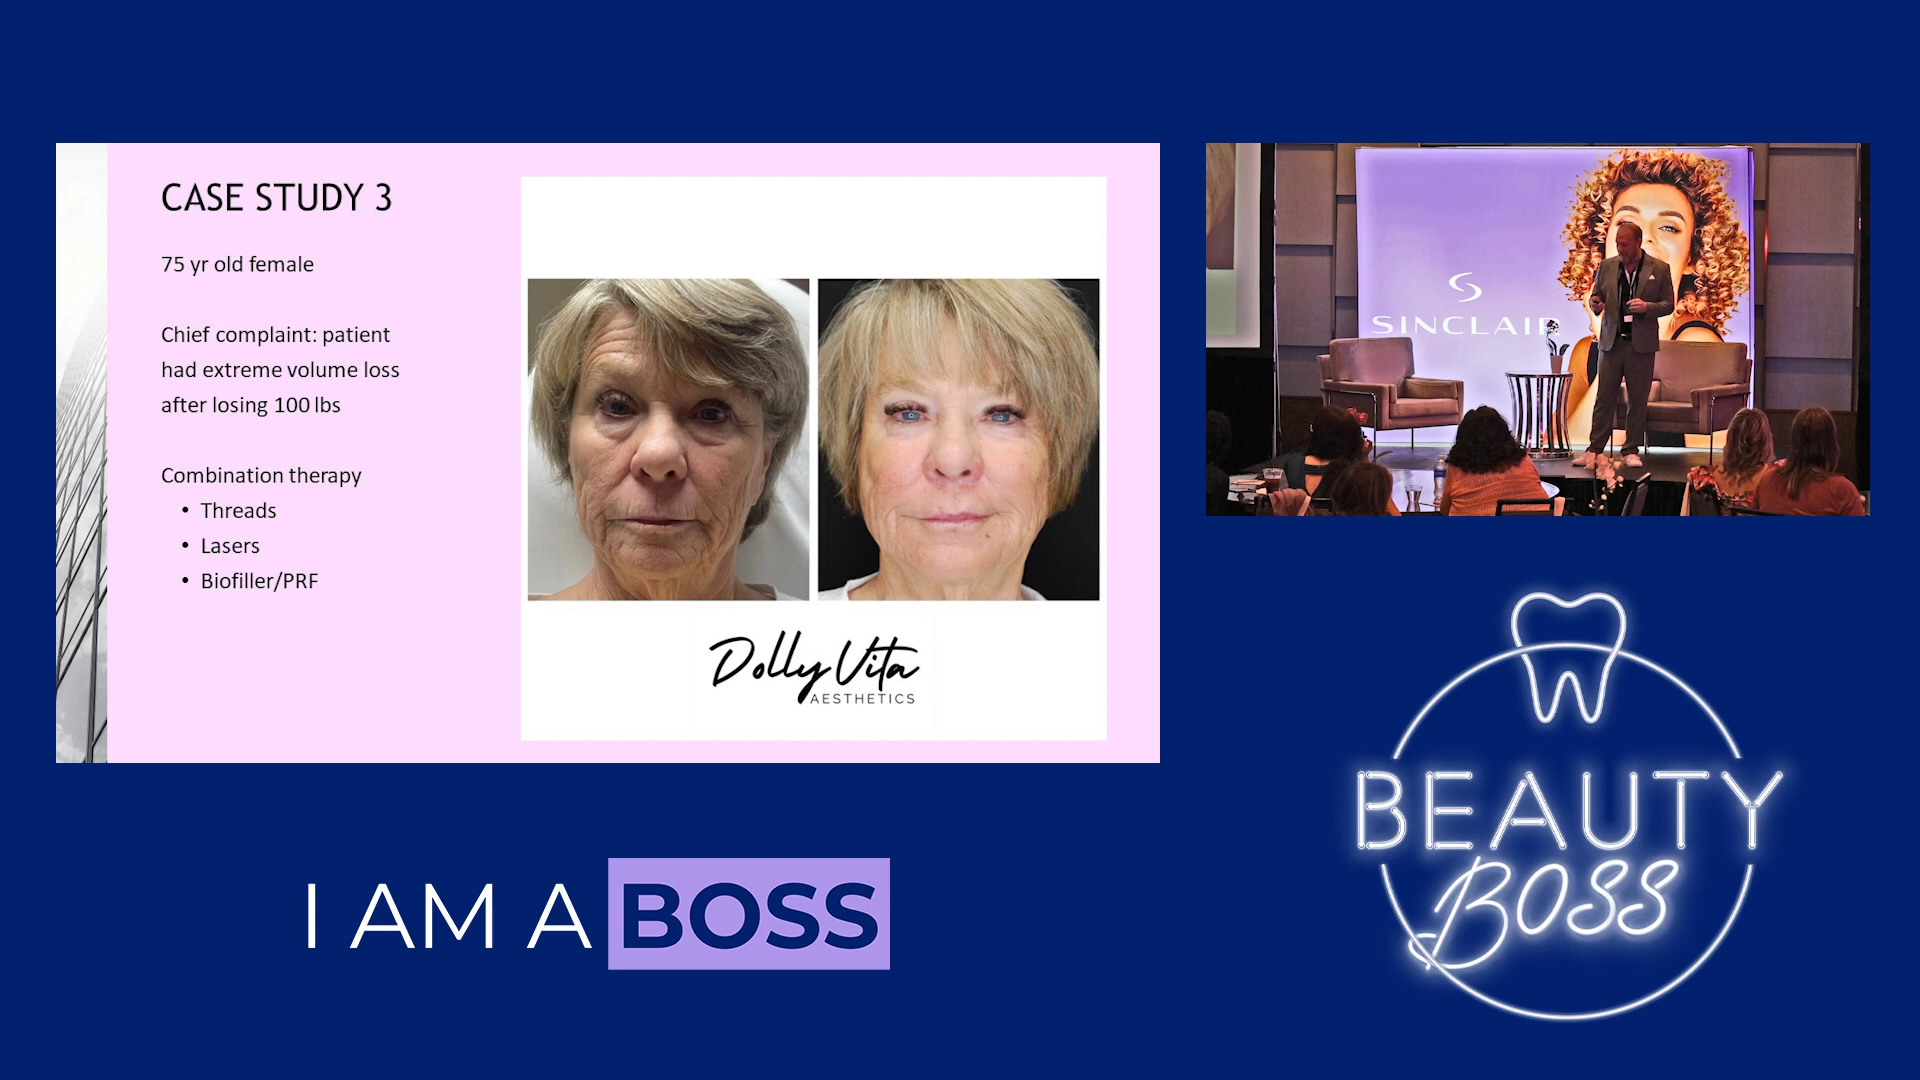 CASE STUDY 3
75 yr old female
Chief complaint: patient
had extreme volume loss
after losing 100 lbs
Combination therapy
• Threads
• Lasers
• Biofiller/PRF
Dolly Vita
AESTHETICS
SINCLAIR
I AM A BOSS
BEAUTY
BOSS